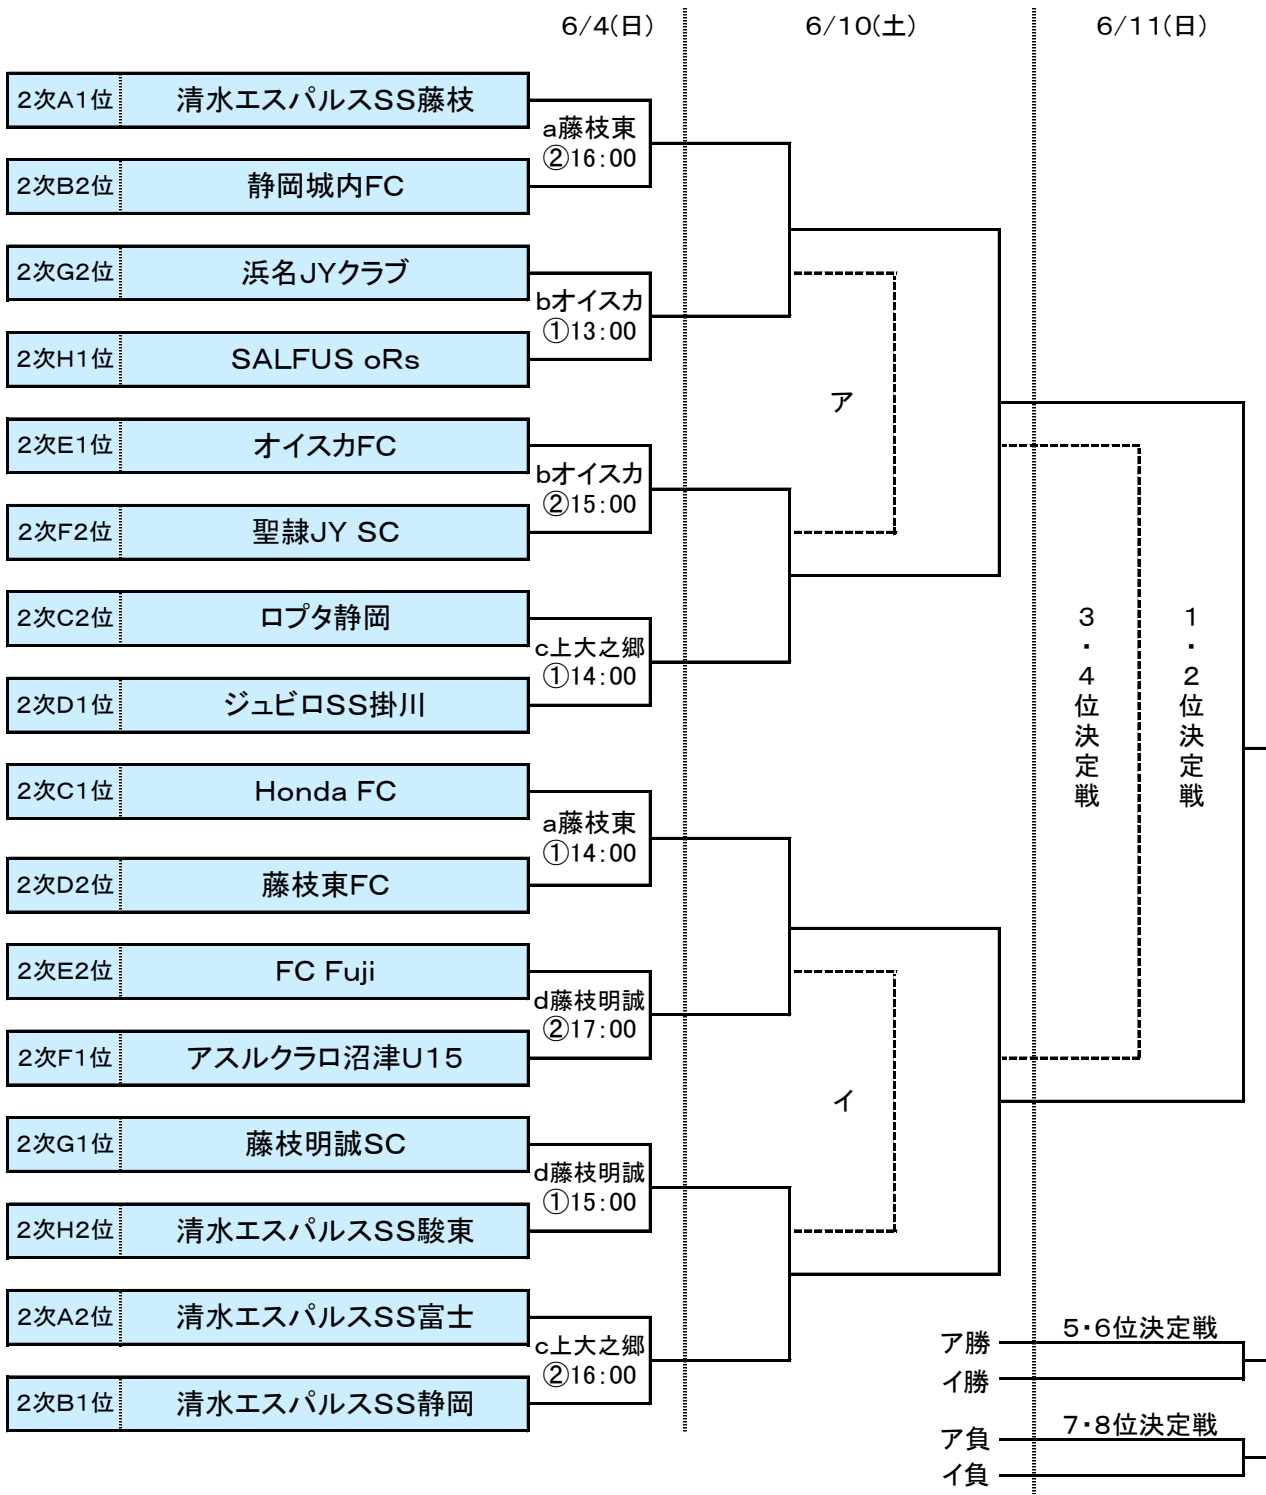 6/4(日)
6/10(土)
6/11(日)
2次A1位 清水エスパルスSS藤枝
a藤枝東
②16:00
2次B2位 静岡城内FC
2次G2位 浜名JYクラブ
bオイスカ
①13:00
2次H1位 SALFUS oRs
ア
2次E1位 オイスカFC
bオイスカ
②15:00
2次F2位 聖隷JY SC
2次C2位 ロプタ静岡
c上大之郷
①14:00
2次D1位 ジュビロSS掛川
3・4位決定戦
1・2位決定戦
2次C1位 Honda FC
a藤枝東
①14:00
2次D2位 藤枝東FC
2次E2位 FC Fuji
d藤枝明誠
②17:00
2次F1位 アスルクラロ沼津U15
イ
2次G1位 藤枝明誠SC
d藤枝明誠
①15:00
2次H2位 清水エスパルスSS駿東
2次A2位 清水エスパルスSS富士
c上大之郷
②16:00
2次B1位 清水エスパルスSS静岡
5・6位決定戦
ア勝
イ勝
7・8位決定戦
ア負
イ負